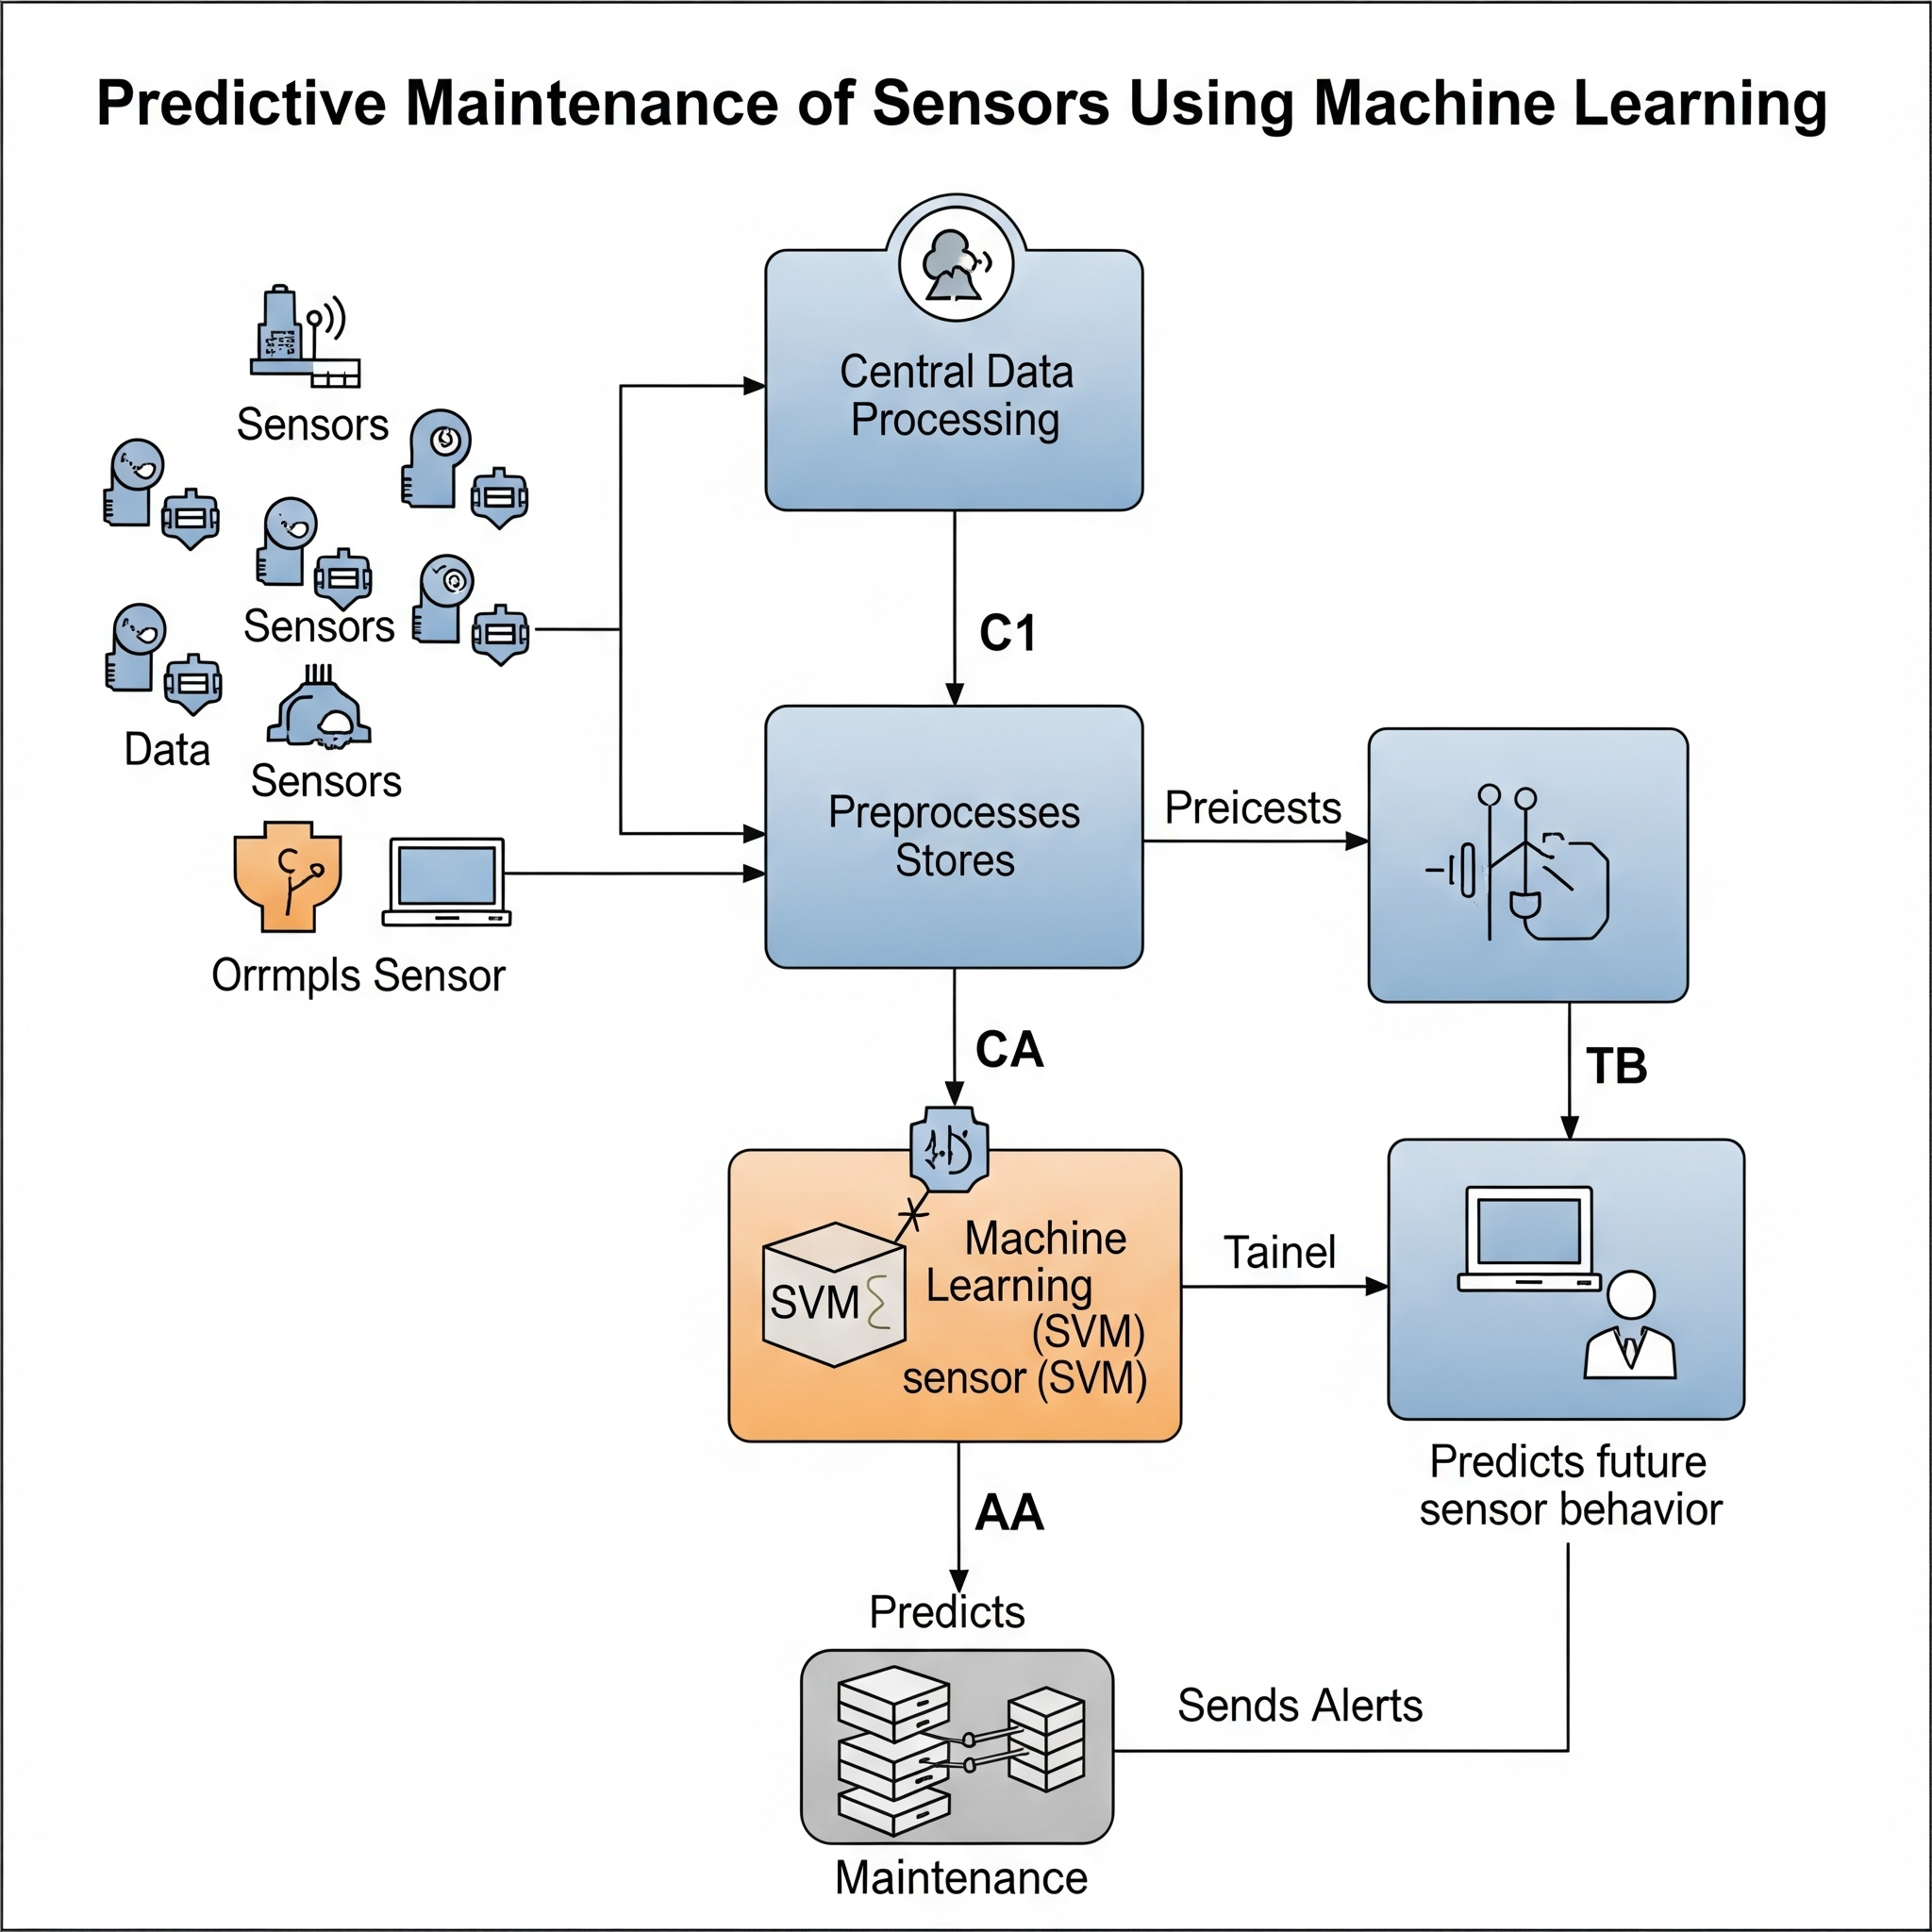 Predictive Maintenance of Sensors Using Machine Learning
Sensors
Sensors
Data
Sensors
Orrmpls Sensor
Central Data
Processing
C1
Preprocesses
Stores
Preicests
CA
TB
SVM
Machine
Learning
(SVM)
sensor (SVM)
Tainel
Predicts future
sensor behavior
AA
Predicts
Sends Alerts
Maintenance